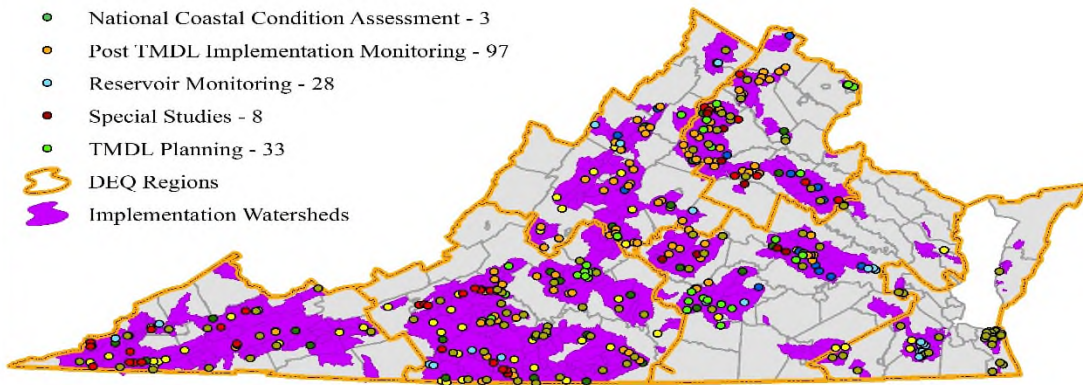 National Coastal Condition Assessment - 3
Post TMDL Implementation Monitoring - 97
Reservoir Monitoring - 28
Special Studies - 8
TMDL Planning - 33
DEQ Regions
Implementation Watersheds